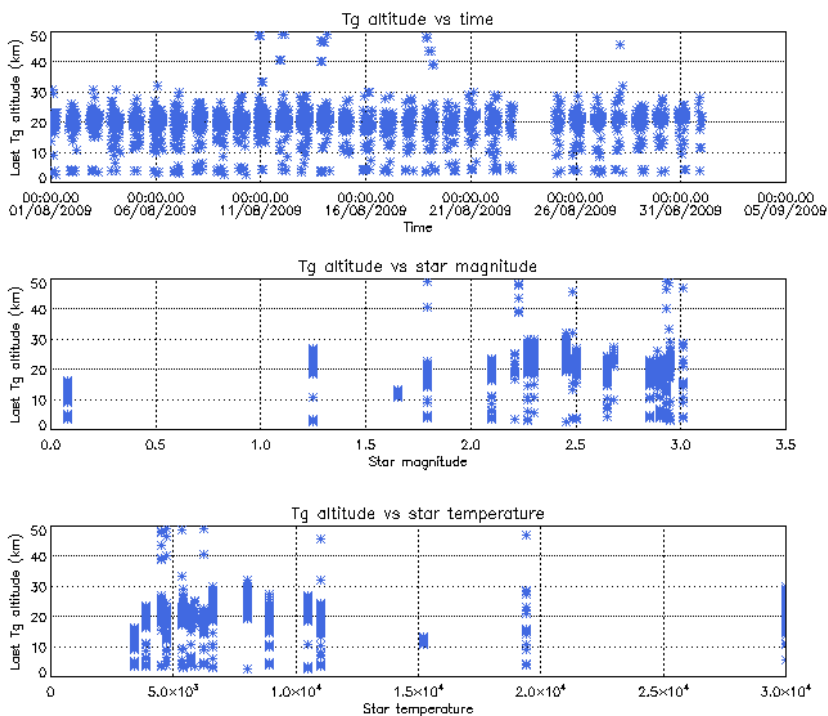 Tg altitude vs time
Last Tg altitude (km)
50
40
30
20
10
0
00:00:00 00:00:00 00:00:00 00:00:00 00:00:00 00:00:00 00:00:00 00:00:00
01/08/2009 06/08/2009 11/08/2009 16/08/2009 21/08/2009 26/08/2009 31/08/2009 05/09/2009
Time
Tg altitude vs star magnitude
Last Tg altitude (km)
50
40
30
20
10
0
0.0 0.5 1.0 1.5 2.0 2.5 3.0 3.5
Star magnitude
Tg altitude vs star temperature
Last Tg altitude (km)
50
40
30
20
10
0
0 5.0×10³ 1.0×10⁴ 1.5×10⁴ 2.0×10⁴ 2.5×10⁴ 3.0×10⁴
Star temperature